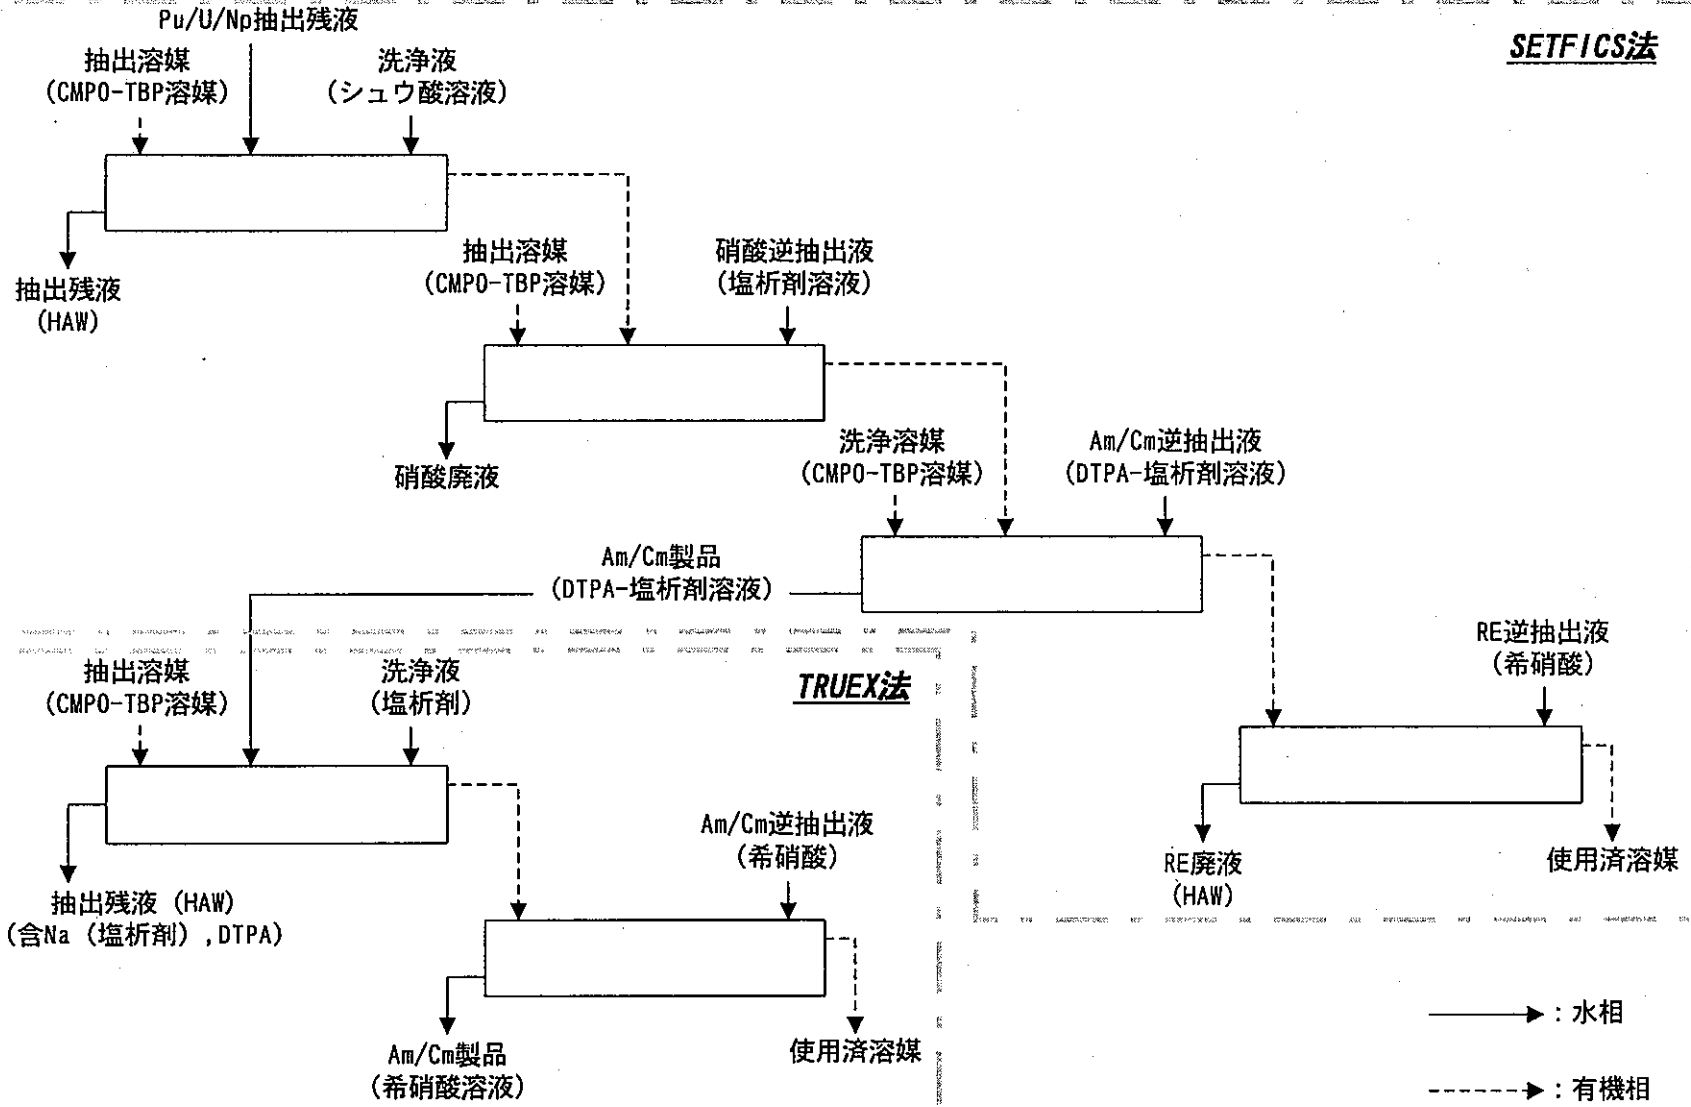 Pu/U/Np抽出残液
SETFICS法
抽出溶媒
(CMPO-TBP溶媒)
洗浄液
(シュウ酸溶液)
抽出残液
(HAW)
抽出溶媒
(CMPO-TBP溶媒)
硝酸逆抽出液
(塩析剤溶液)
硝酸廃液
洗浄溶媒
(CMPO-TBP溶媒)
Am/Cm逆抽出液
(DTPA-塩析剤溶液)
Am/Cm製品
(DTPA-塩析剤溶液)
RE逆抽出液
(希硝酸)
RE廃液
(HAW)
使用済溶媒
TRUEX法
抽出溶媒
(CMPO-TBP溶媒)
洗浄液
(塩析剤)
抽出残液 (HAW)
(含Na (塩析剤) ,DTPA)
Am/Cm逆抽出液
(希硝酸)
Am/Cm製品
(希硝酸溶液)
使用済溶媒
:水相
:有機相